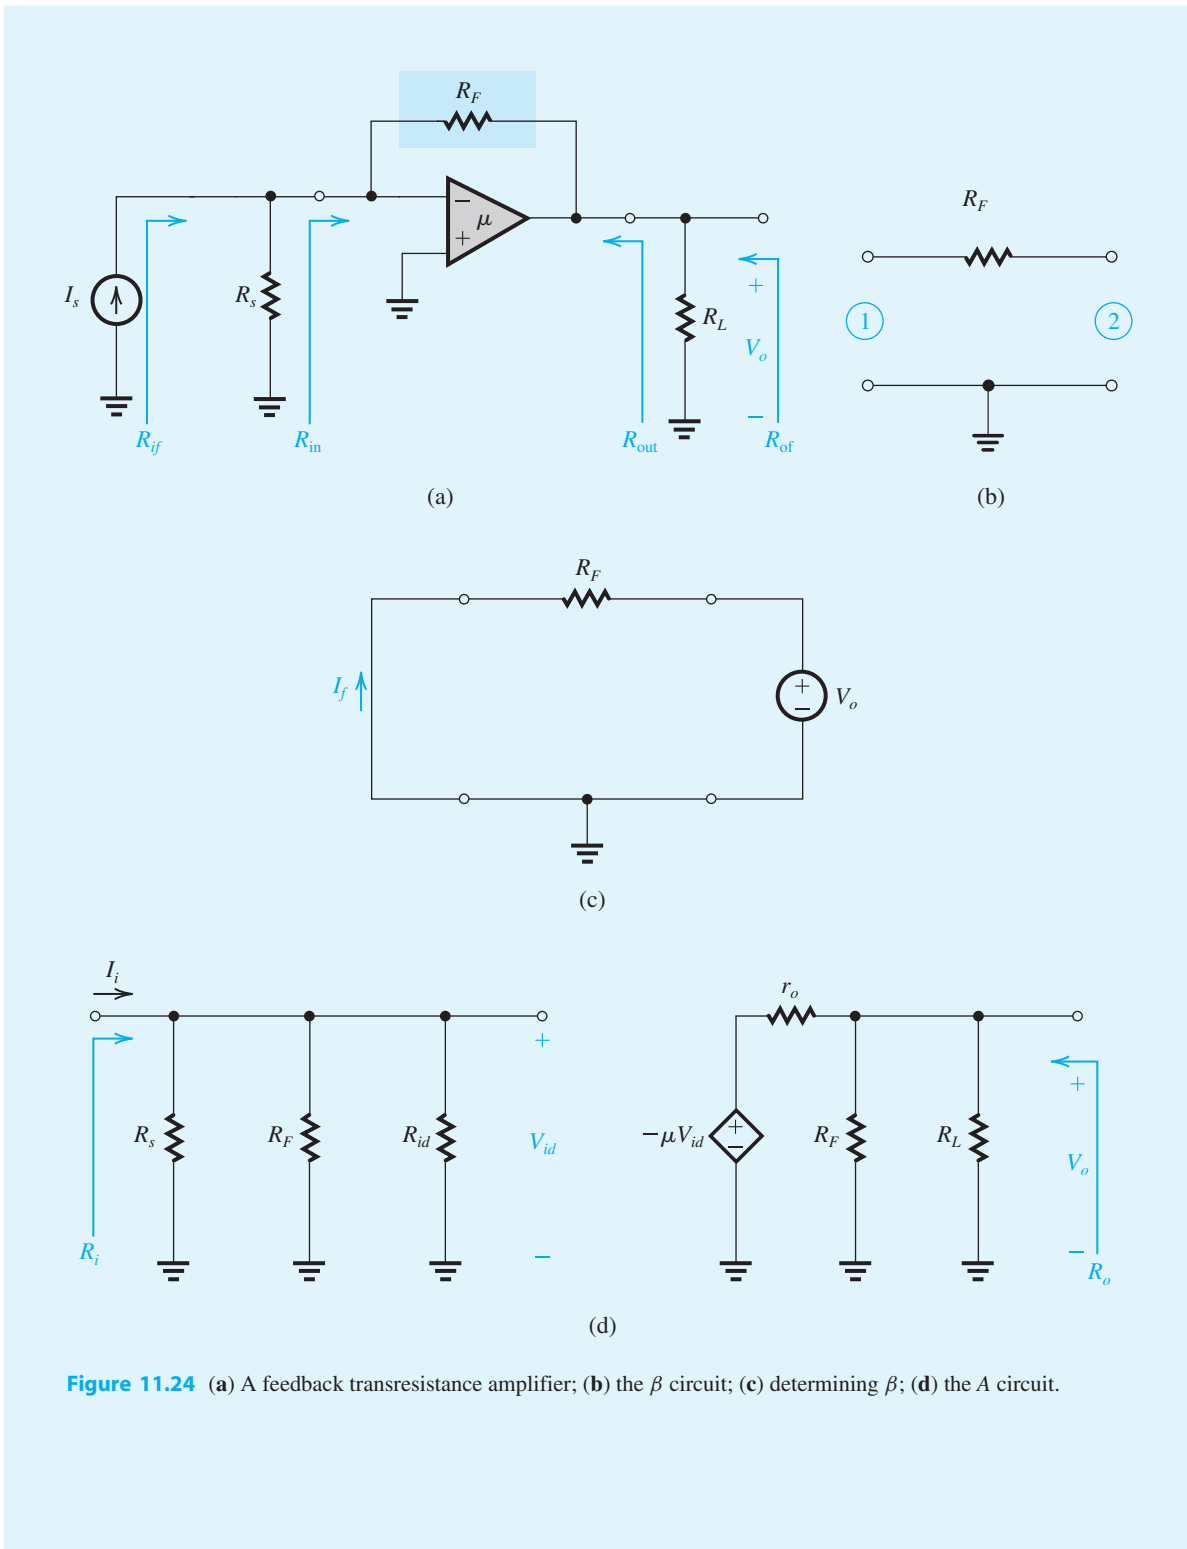 R_F
− μ +
I_s R_s R_L + V_o −
R_if R_in R_out R_of
(a)
R_F
1 2
(b)
R_F
I_f + − V_o
(c)
I_i
R_s R_F R_id + V_id −
R_i
r_o
−μV_id + − R_F R_L + V_o −
R_o
(d)
Figure 11.24 (a) A feedback transresistance amplifier; (b) the β circuit; (c) determining β; (d) the A circuit.